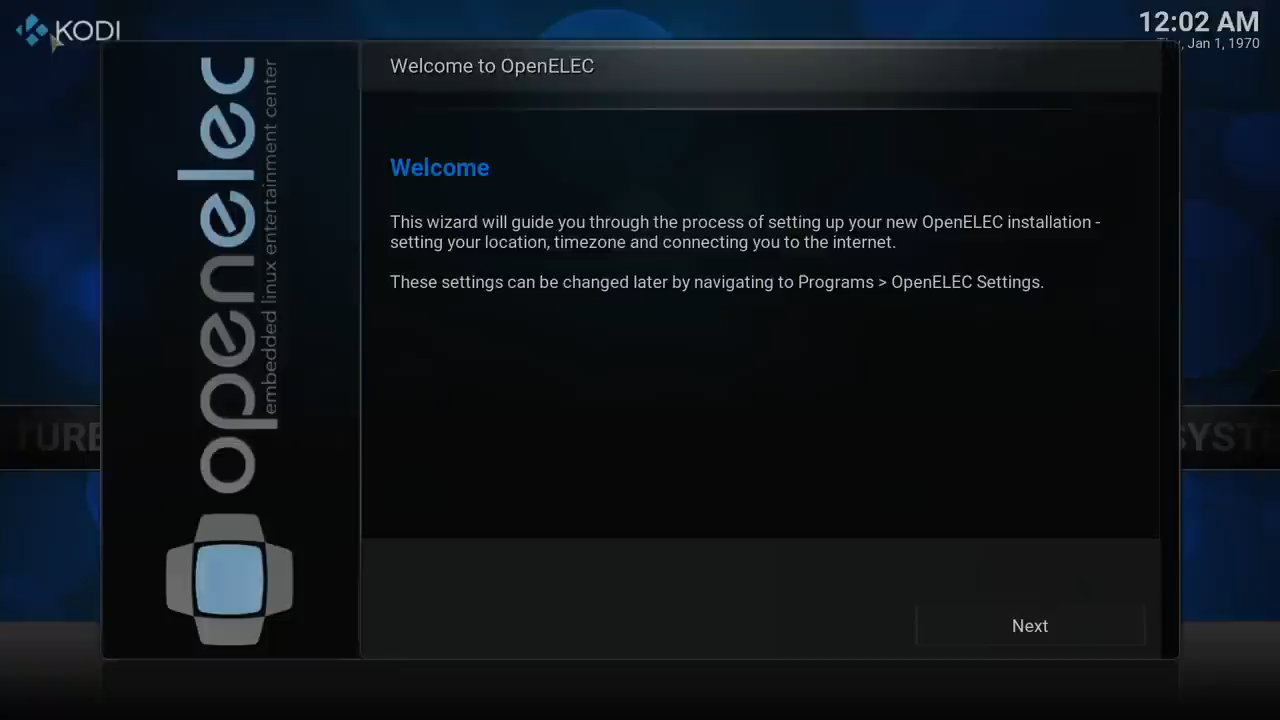 KODI
12:02 AM
Jan 1, 1970
openelec
embedded linux entertainment center
Welcome to OpenELEC
Welcome
This wizard will guide you through the process of setting up your new OpenELEC installation -
setting your location, timezone and connecting you to the internet.
These settings can be changed later by navigating to Programs > OpenELEC Settings.
Next